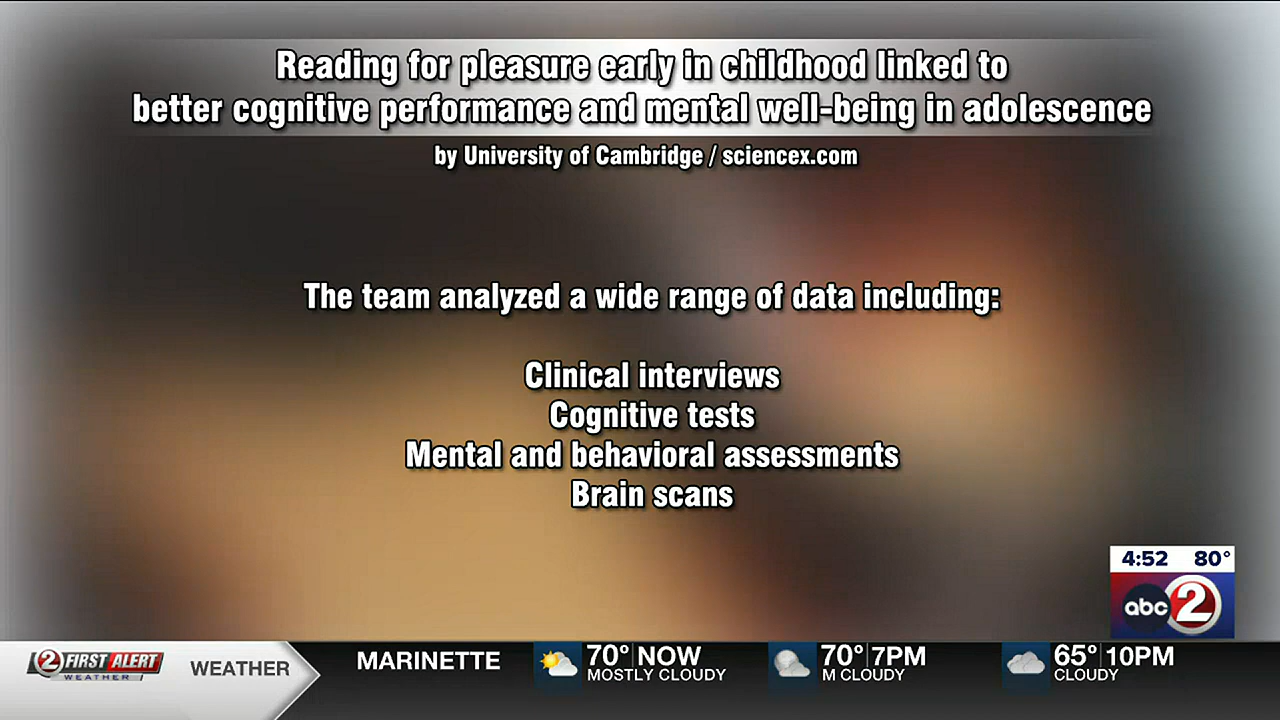 Reading for pleasure early in childhood linked to
better cognitive performance and mental well-being in adolescence
by University of Cambridge / sciencex.com
The team analyzed a wide range of data including:
Clinical interviews
Cognitive tests
Mental and behavioral assessments
Brain scans
4:52 80°
abc 2
2 FIRST ALERT
WEATHER
WEATHER
MARINETTE
70° NOW
MOSTLY CLOUDY
70° 7PM
M CLOUDY
65° 10PM
CLOUDY